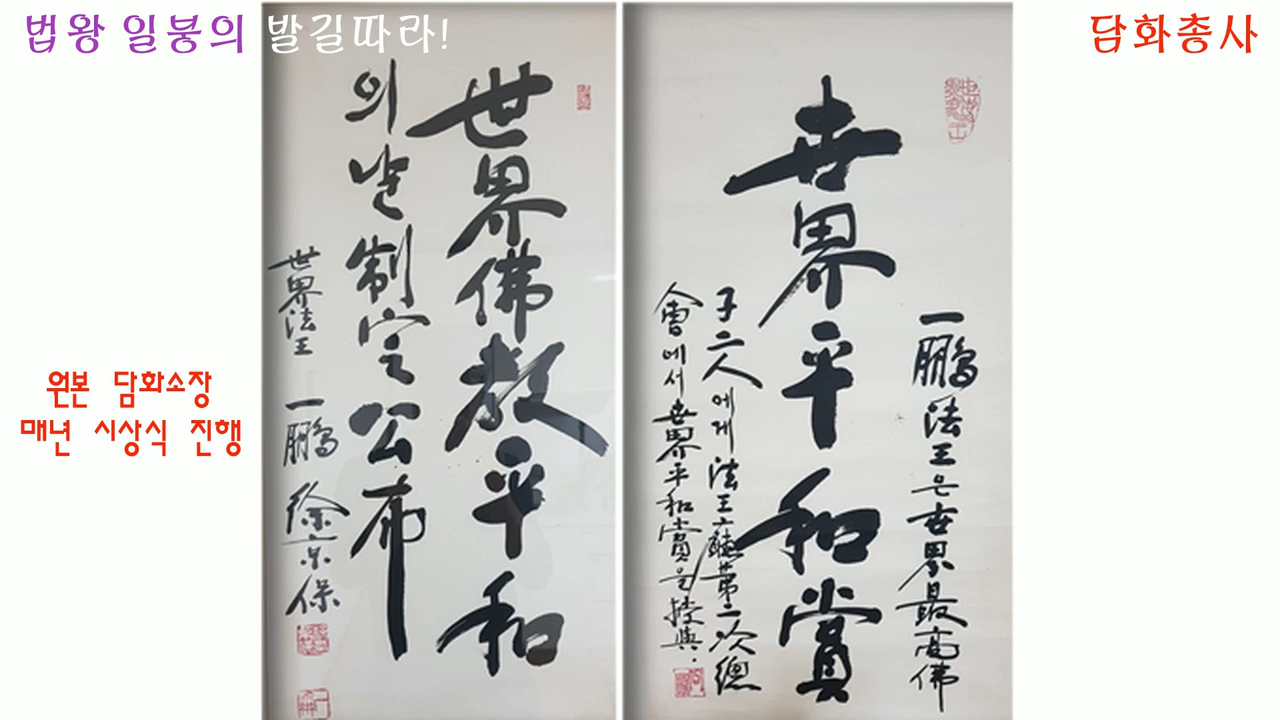 법왕 일붕의 발길따라!
담화총사
원본 담화소장
매년 시상식 진행
世界佛教平和
의날制定公布
世界法王 一鵬 徐京保
世界平和賞
一鵬法王은 世界最高佛
子二人에게 法王廳第二次總
會에서 世界平和賞을 授與.